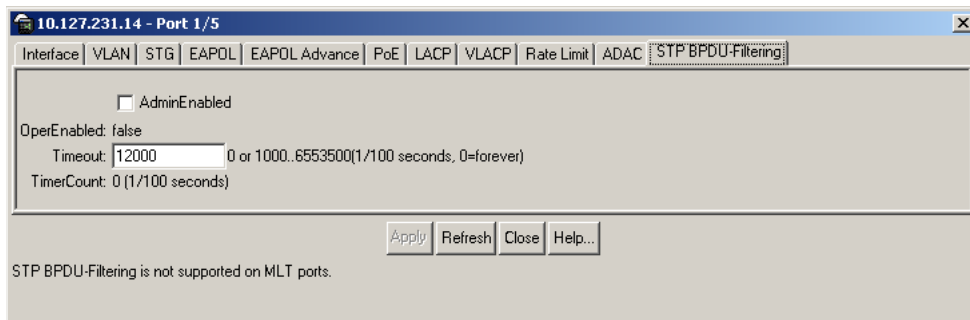 10.127.231.14 - Port 1/5
Interface VLAN STG EAPOL EAPOL Advance PoE LACP VLACP Rate Limit ADAC STP BPDU-Filtering
AdminEnabled
OperEnabled: false
Timeout: 12000 0 or 1000..6553500(1/100 seconds, 0=forever)
TimerCount: 0 (1/100 seconds)
Apply Refresh Close Help...
STP BPDU-Filtering is not supported on MLT ports.